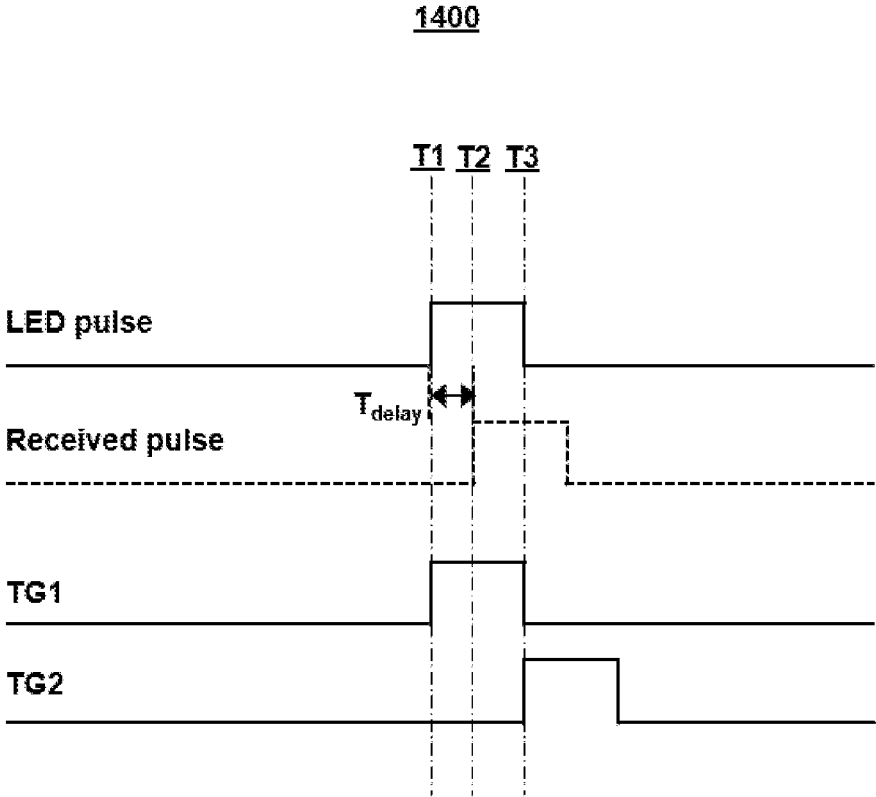 1400
T1 T2 T3
LED pulse
Tdelay
Received pulse
TG1
TG2